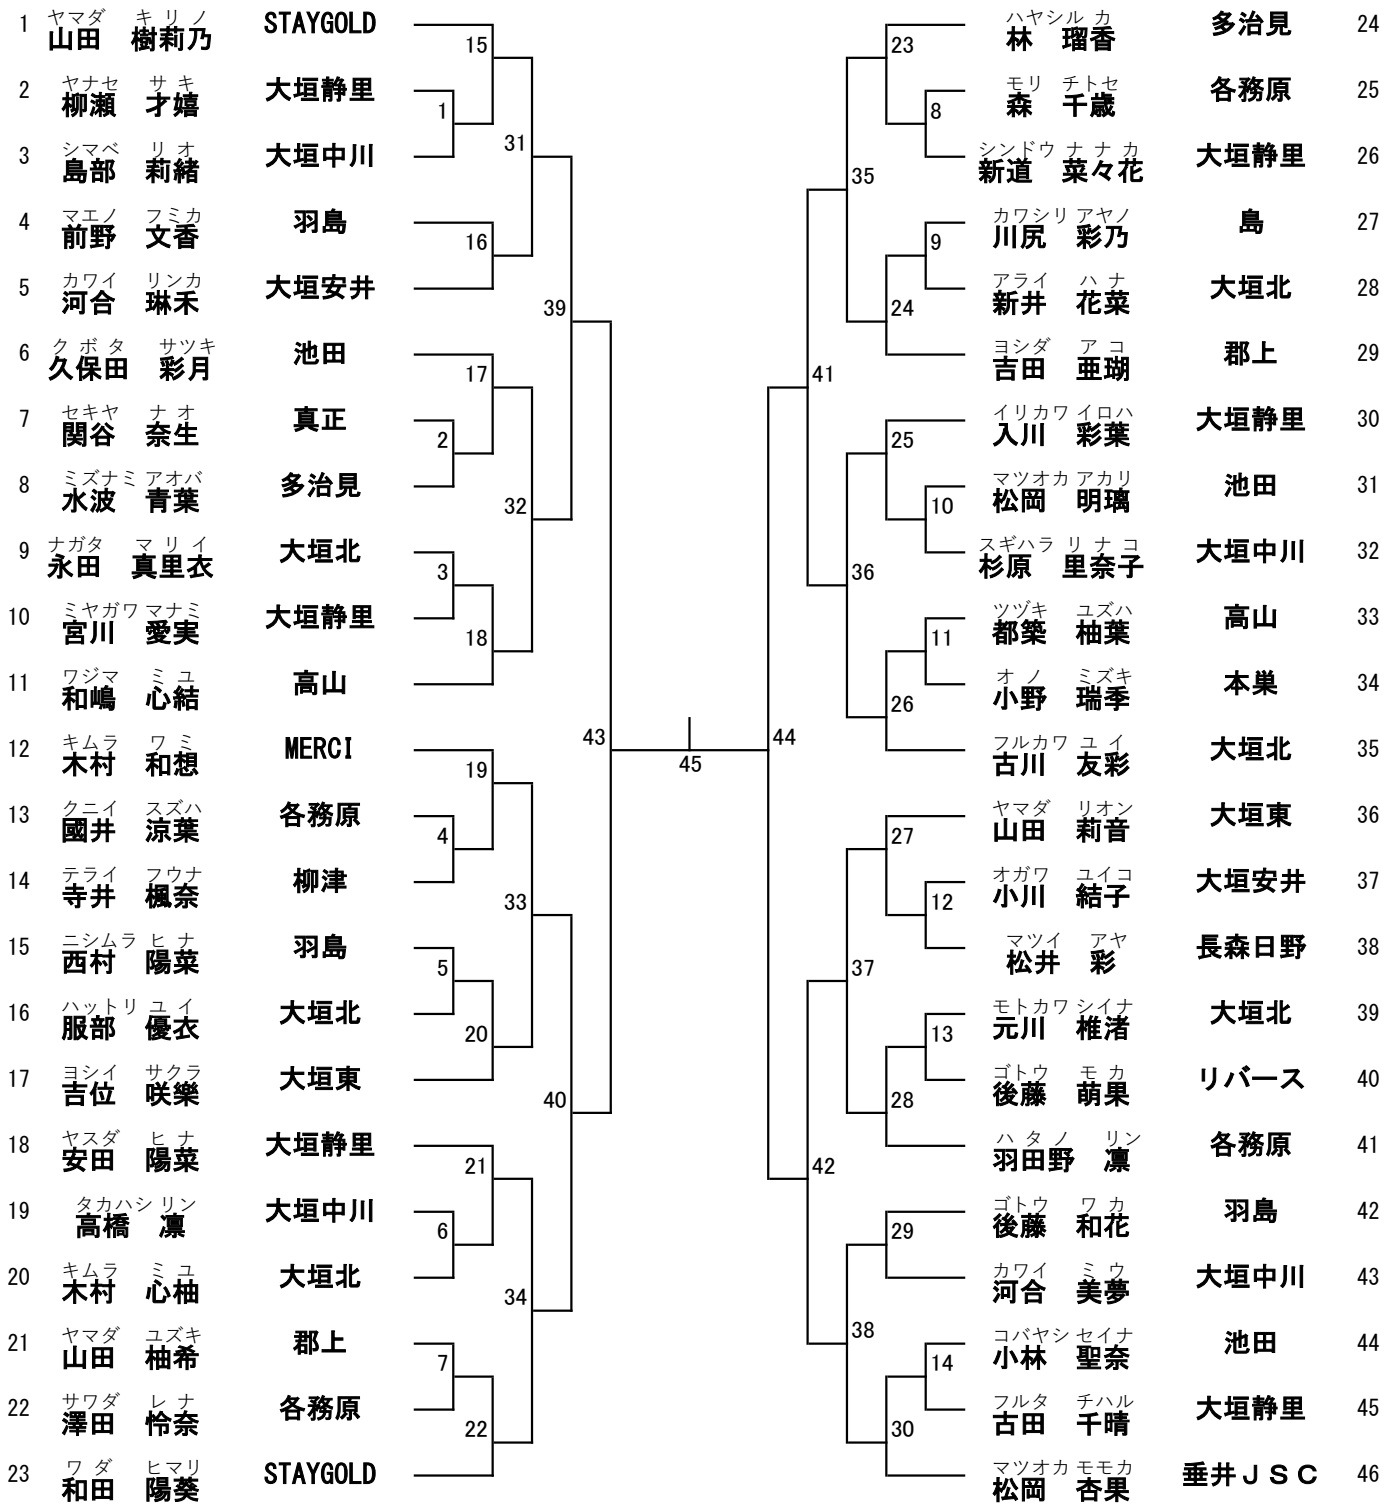 1 ヤマダ キリノ 山田 樹莉乃 STAYGOLD
2 ヤナセ サキ 柳瀬 才嬉 大垣静里
3 シマベ リオ 島部 莉緒 大垣中川
4 マエノ フミカ 前野 文香 羽島
5 カワイ リンカ 河合 琳禾 大垣安井
6 クボタ サツキ 久保田 彩月 池田
7 セキヤ ナオ 関谷 奈生 真正
8 ミズナミ アオバ 水波 青葉 多治見
9 ナガタ マリイ 永田 真里衣 大垣北
10 ミヤガワ マナミ 宮川 愛実 大垣静里
11 ワジマ ミユ 和嶋 心結 高山
12 キムラ ワミ 木村 和想 MERCI
13 クニイ スズハ 國井 涼葉 各務原
14 テライ フウナ 寺井 楓奈 柳津
15 ニシムラ ヒナ 西村 陽菜 羽島
16 ハットリ ユイ 服部 優衣 大垣北
17 ヨシイ サクラ 吉位 咲樂 大垣東
18 ヤスダ ヒナ 安田 陽菜 大垣静里
19 タカハシ リン 高橋 凛 大垣中川
20 キムラ ミユ 木村 心柚 大垣北
21 ヤマダ ユズキ 山田 柚希 郡上
22 サワダ レナ 澤田 怜奈 各務原
23 ワダ ヒマリ 和田 陽葵 STAYGOLD
15
1
31
16
39
17
2
32
3
18
43
19
4
33
5
20
40
21
6
34
7
22
45
23
8
35
9
24
41
25
10
36
11
26
44
27
12
37
13
28
42
29
38
14
30
ハヤシ ルカ 林 瑠香 多治見 24
モリ チトセ 森 千歳 各務原 25
シンドウ ナナカ 新道 菜々花 大垣静里 26
カワシリ アヤノ 川尻 彩乃 島 27
アライ ハナ 新井 花菜 大垣北 28
ヨシダ アコ 吉田 亜瑚 郡上 29
イリカワ イロハ 入川 彩葉 大垣静里 30
マツオカ アカリ 松岡 明璃 池田 31
スギハラ リナコ 杉原 里奈子 大垣中川 32
ツヅキ ユズハ 都築 柚葉 高山 33
オノ ミズキ 小野 瑞季 本巣 34
フルカワ ユイ 古川 友彩 大垣北 35
ヤマダ リオン 山田 莉音 大垣東 36
オガワ ユイコ 小川 結子 大垣安井 37
マツイ アヤ 松井 彩 長森日野 38
モトカワ シイナ 元川 椎渚 大垣北 39
ゴトウ モカ 後藤 萌果 リバース 40
ハタノ リン 羽田野 凛 各務原 41
ゴトウ ワカ 後藤 和花 羽島 42
カワイ ミウ 河合 美夢 大垣中川 43
コバヤシ セイナ 小林 聖奈 池田 44
フルタ チハル 古田 千晴 大垣静里 45
マツオカ モモカ 松岡 杏果 垂井ＪＳＣ 46